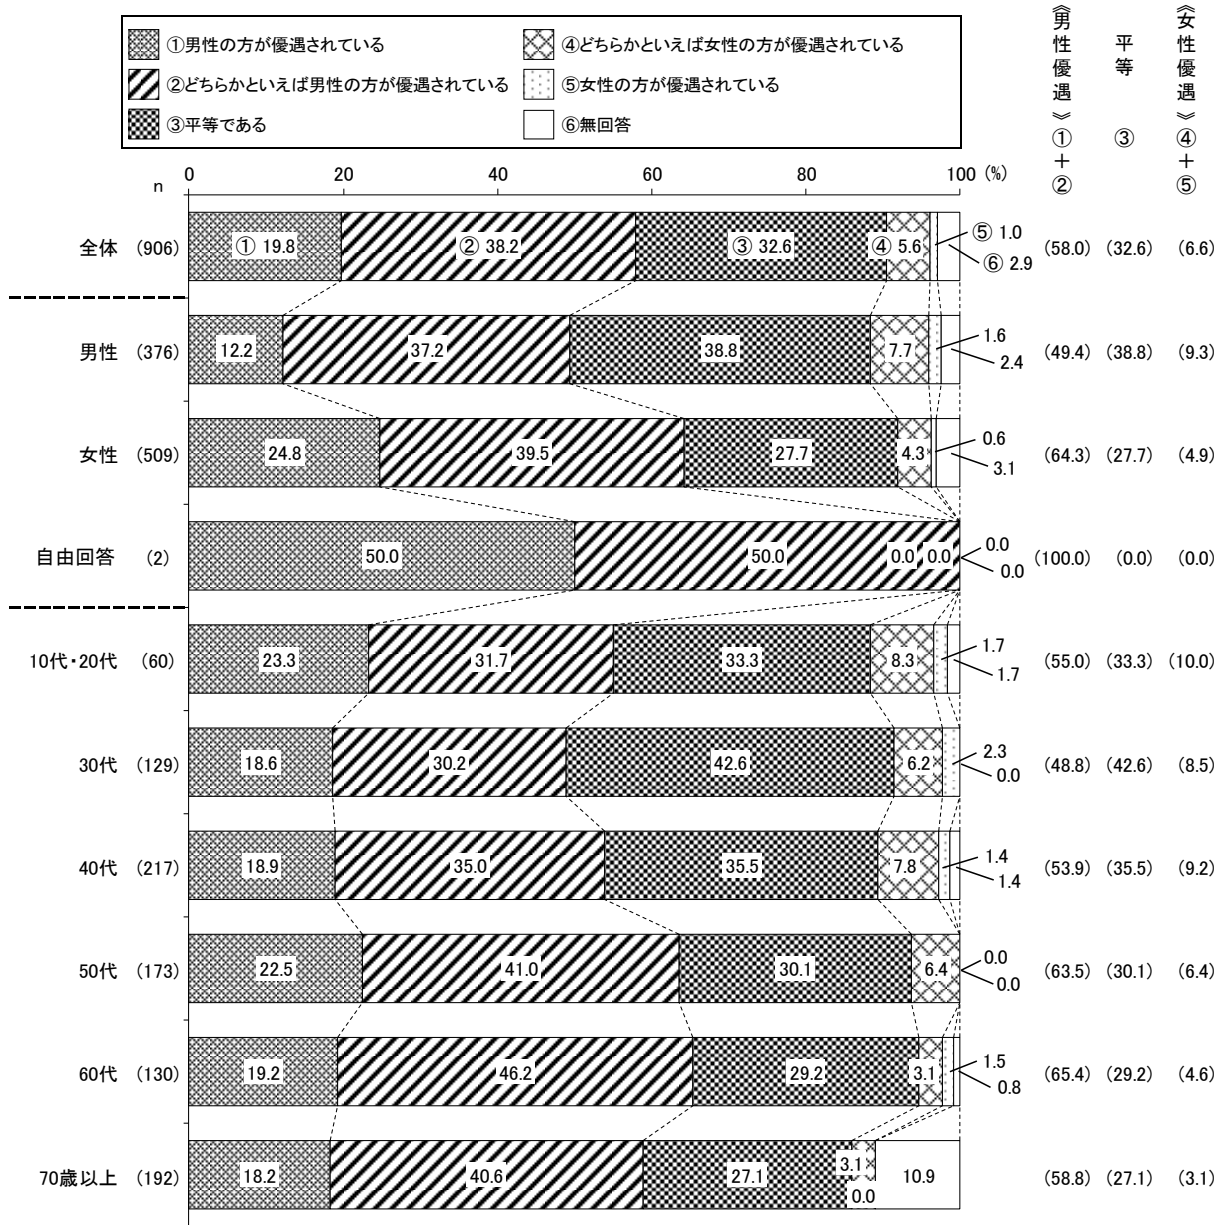 ①男性の方が優遇されている
④どちらかといえば女性の方が優遇されている
②どちらかといえば男性の方が優遇されている
⑤女性の方が優遇されている
③平等である
⑥無回答
《男性優遇》①+②
平等 ③
《女性優遇》④+⑤
n 0 20 40 60 80 100 (%)
全体 (906) ① 19.8 ② 38.2 ③ 32.6 ④ 5.6 ⑤ 1.0 ⑥ 2.9 (58.0) (32.6) (6.6)
男性 (376) 12.2 37.2 38.8 7.7 1.6 2.4 (49.4) (38.8) (9.3)
女性 (509) 24.8 39.5 27.7 4.3 0.6 3.1 (64.3) (27.7) (4.9)
自由回答 (2) 50.0 50.0 0.0 0.0 0.0 0.0 (100.0) (0.0) (0.0)
10代・20代 (60) 23.3 31.7 33.3 8.3 1.7 1.7 (55.0) (33.3) (10.0)
30代 (129) 18.6 30.2 42.6 6.2 2.3 0.0 (48.8) (42.6) (8.5)
40代 (217) 18.9 35.0 35.5 7.8 1.4 1.4 (53.9) (35.5) (9.2)
50代 (173) 22.5 41.0 30.1 6.4 0.0 0.0 (63.5) (30.1) (6.4)
60代 (130) 19.2 46.2 29.2 3.1 1.5 0.8 (65.4) (29.2) (4.6)
70歳以上 (192) 18.2 40.6 27.1 3.1 0.0 10.9 (58.8) (27.1) (3.1)